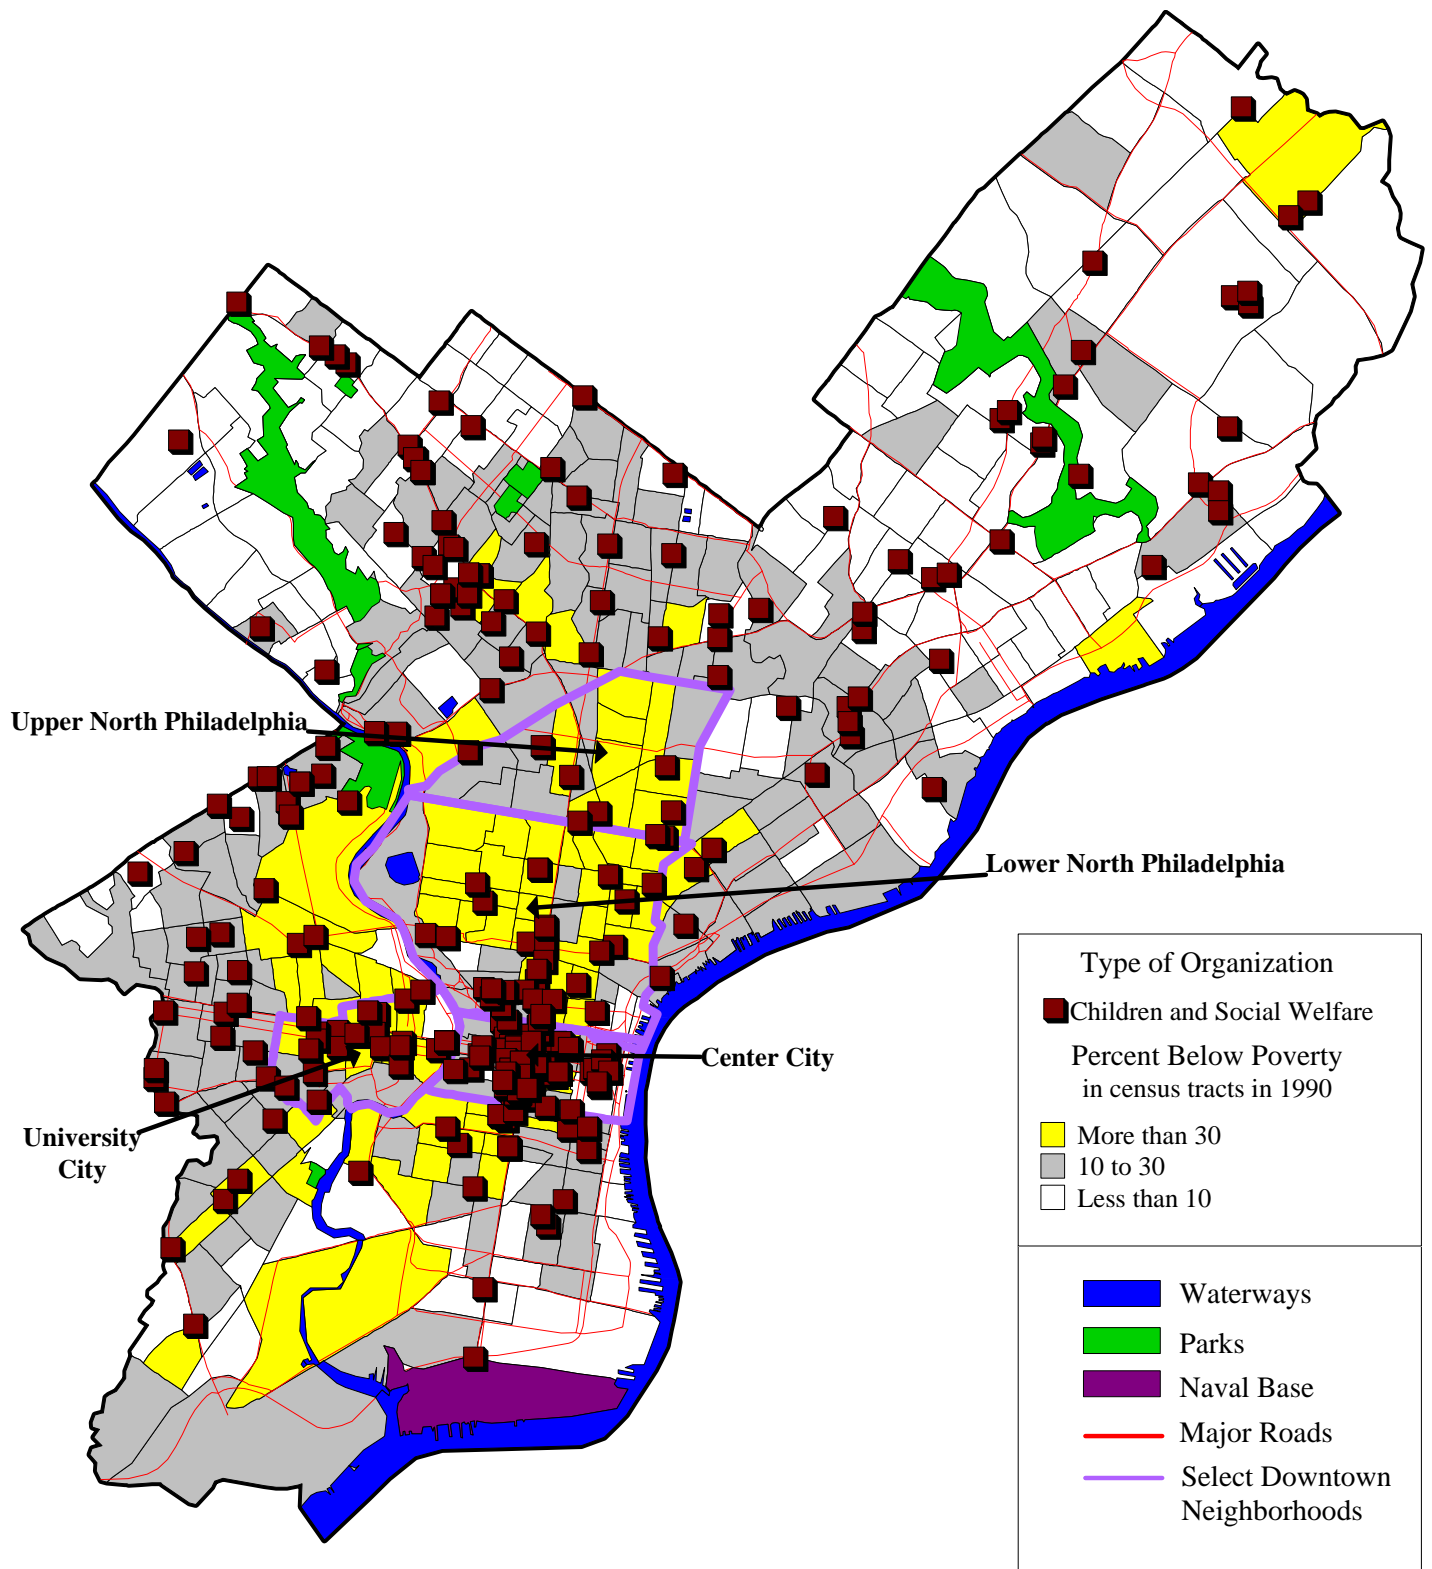 Upper North Philadelphia
Lower North Philadelphia
Center City
University
City
Type of Organization
Children and Social Welfare
Percent Below Poverty
in census tracts in 1990
More than 30
10 to 30
Less than 10
Waterways
Parks
Naval Base
Major Roads
Select Downtown
Neighborhoods